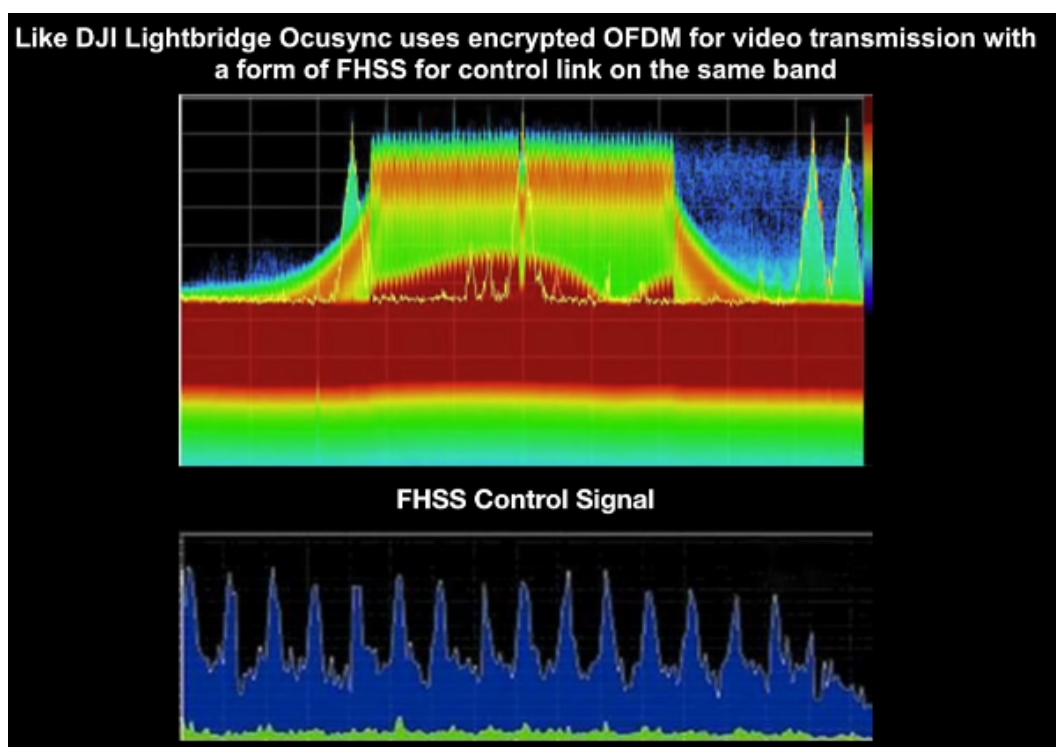 Like DJI Lightbridge Ocusync uses encrypted OFDM for video transmission with
a form of FHSS for control link on the same band
FHSS Control Signal